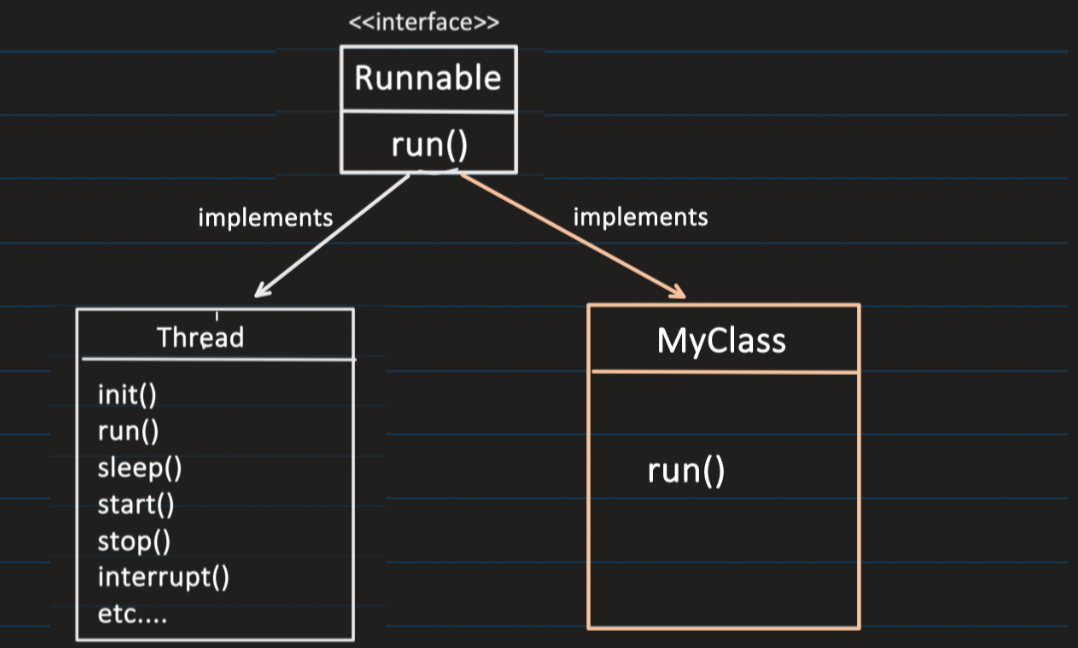 <<interface>>
Runnable
run()
implements
implements
Thread
init()
run()
sleep()
start()
stop()
interrupt()
etc....
MyClass
run()